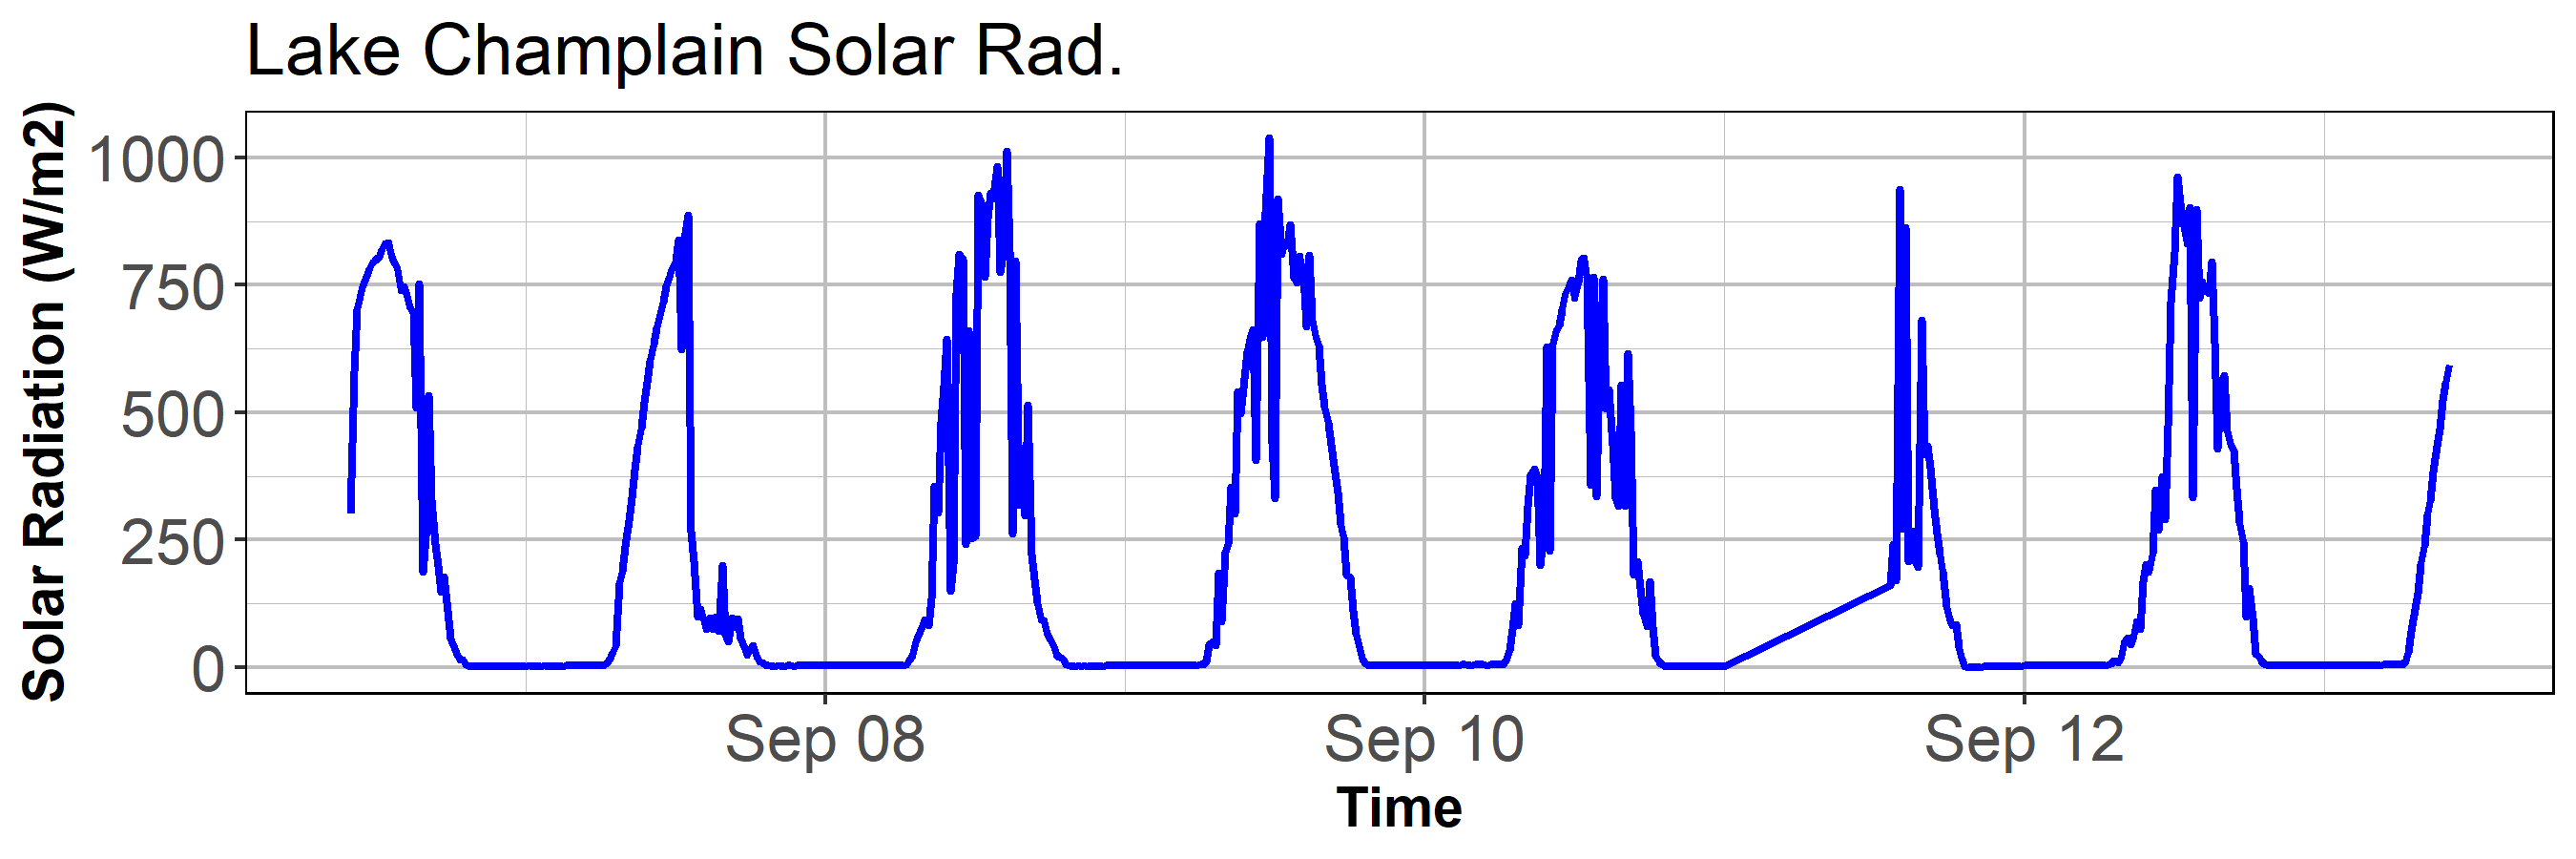 Lake Champlain Solar Rad.
Solar Radiation (W/m2)
1000
750
500
250
0
Sep 08
Sep 10
Sep 12
Time